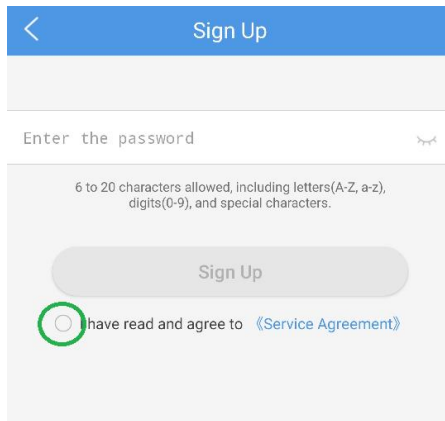 Sign Up
Enter the password
6 to 20 characters allowed, including letters(A-Z, a-z),
digits(0-9), and special characters.
Sign Up
I have read and agree to 《Service Agreement》